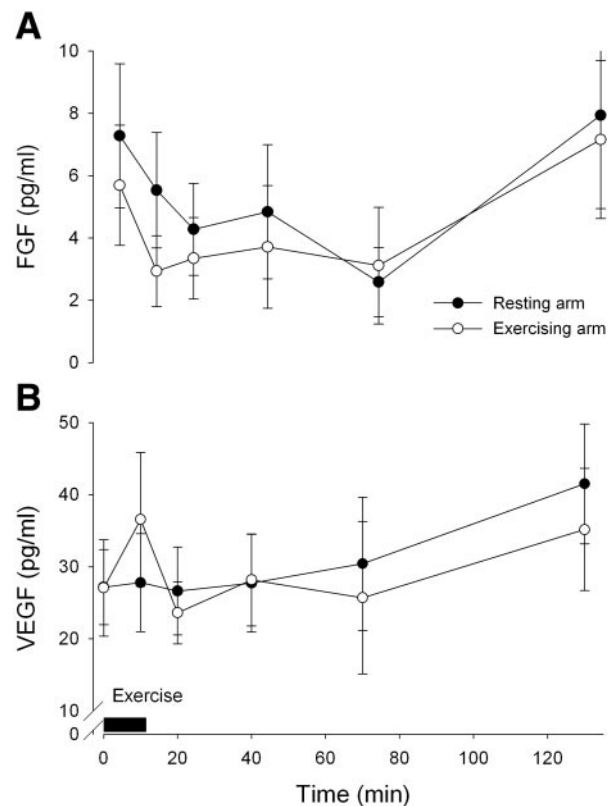 A
FGF (pg/ml)
10
8
6
4
2
0
Resting arm
Exercising arm
B
VEGF (pg/ml)
50
40
30
20
10
0
Exercise
0 20 40 60 80 100 120
Time (min)